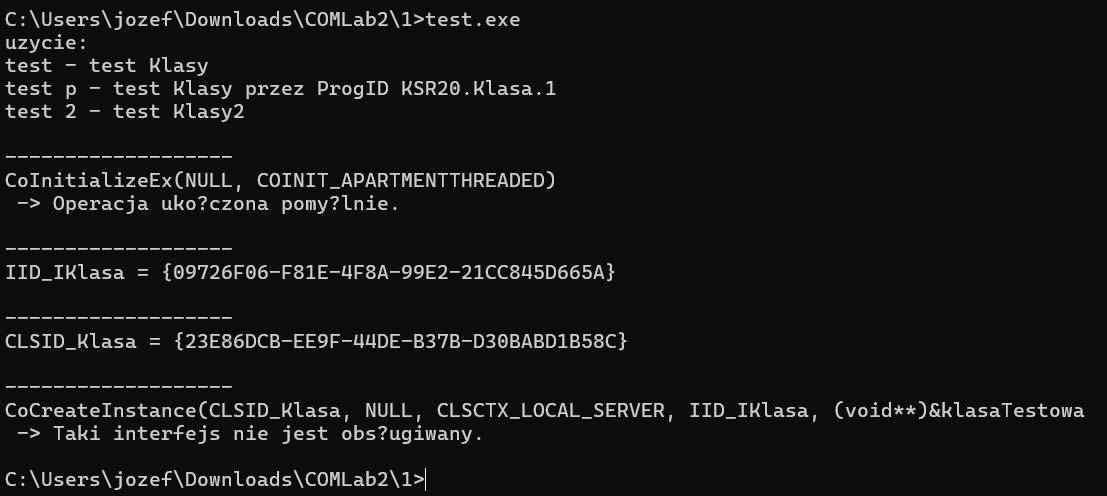 C:\Users\jozef\Downloads\COMLab2\1>test.exe
uzycie:
test - test Klasy
test p - test Klasy przez ProgID KSR20.Klasa.1
test 2 - test Klasy2
-------------------
CoInitializeEx(NULL, COINIT_APARTMENTTHREADED)
 -> Operacja uko?czona pomy?lnie.
-------------------
IID_IKlasa = {09726F06-F81E-4F8A-99E2-21CC845D665A}
-------------------
CLSID_Klasa = {23E86DCB-EE9F-44DE-B37B-D30BABD1B58C}
-------------------
CoCreateInstance(CLSID_Klasa, NULL, CLSCTX_LOCAL_SERVER, IID_IKlasa, (void**)&klasaTestowa
 -> Taki interfejs nie jest obs?ugiwany.
C:\Users\jozef\Downloads\COMLab2\1>